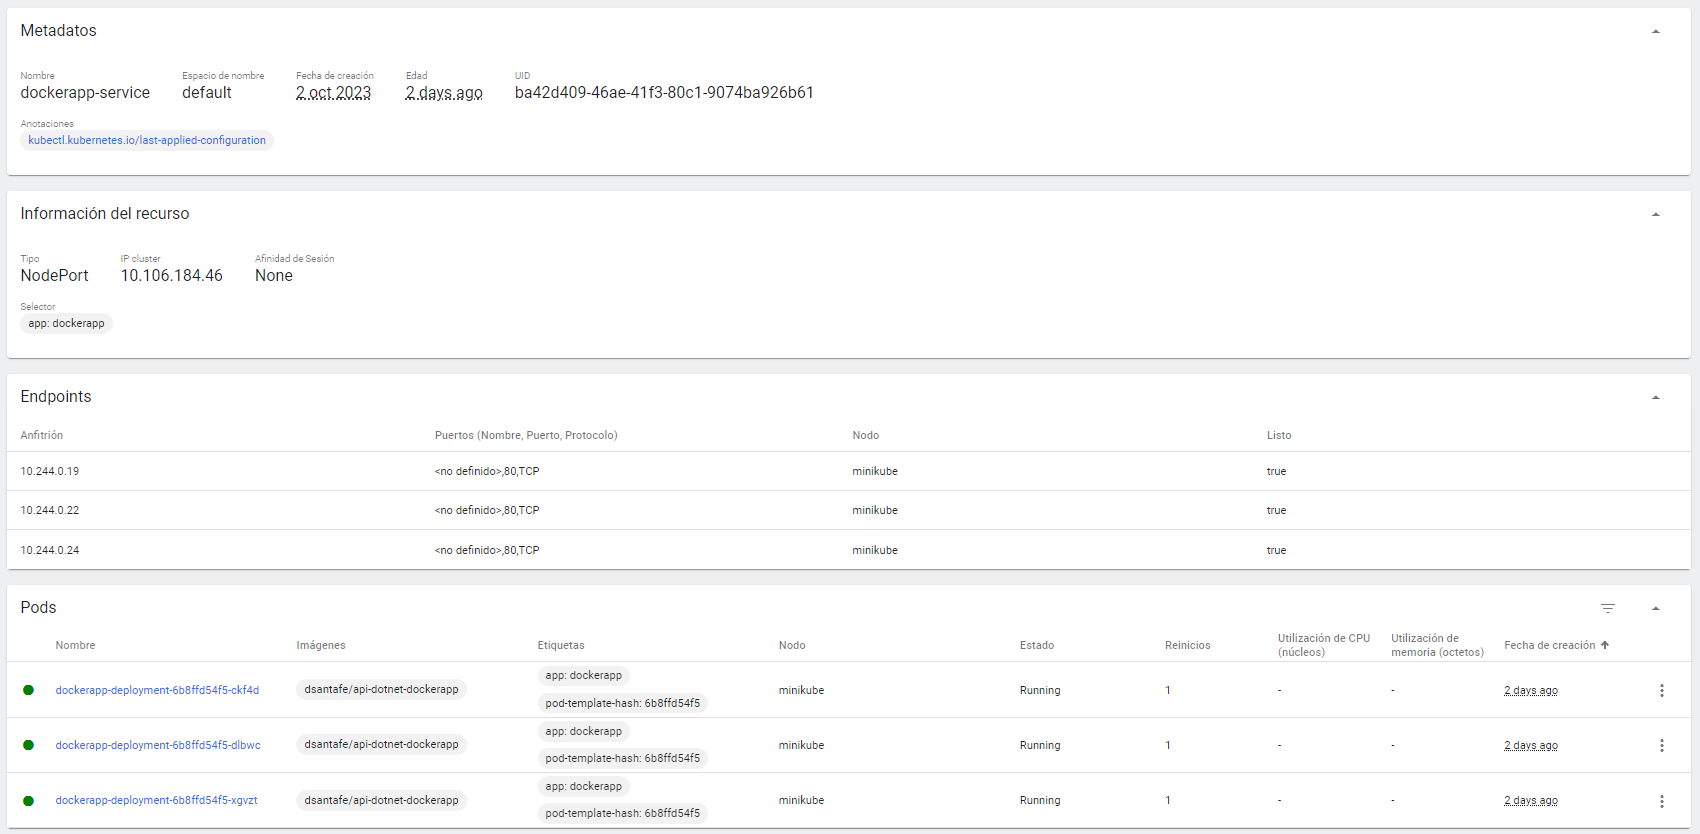 Metadatos
Nombre Espacio de nombre Fecha de creación Edad UID
dockerapp-service default 2 oct 2023 2 days ago ba42d409-46ae-41f3-80c1-9074ba926b61
Anotaciones
kubectl.kubernetes.io/last-applied-configuration
Información del recurso
Tipo IP cluster Afinidad de Sesión
NodePort 10.106.184.46 None
Selector
app: dockerapp
Endpoints
Anfitrión Puertos (Nombre, Puerto, Protocolo) Nodo Listo
10.244.0.19 <no definido>,80,TCP minikube true
10.244.0.22 <no definido>,80,TCP minikube true
10.244.0.24 <no definido>,80,TCP minikube true
Pods
Nombre Imágenes Etiquetas Nodo Estado Reinicios Utilización de CPU (núcleos) Utilización de memoria (octetos) Fecha de creación
app: dockerapp
dockerapp-deployment-6b8ffd54f5-ckf4d dsantafe/api-dotnet-dockerapp minikube Running 1 - - 2 days ago
pod-template-hash: 6b8ffd54f5
app: dockerapp
dockerapp-deployment-6b8ffd54f5-dlbwc dsantafe/api-dotnet-dockerapp minikube Running 1 - - 2 days ago
pod-template-hash: 6b8ffd54f5
app: dockerapp
dockerapp-deployment-6b8ffd54f5-xgvzt dsantafe/api-dotnet-dockerapp minikube Running 1 - - 2 days ago
pod-template-hash: 6b8ffd54f5